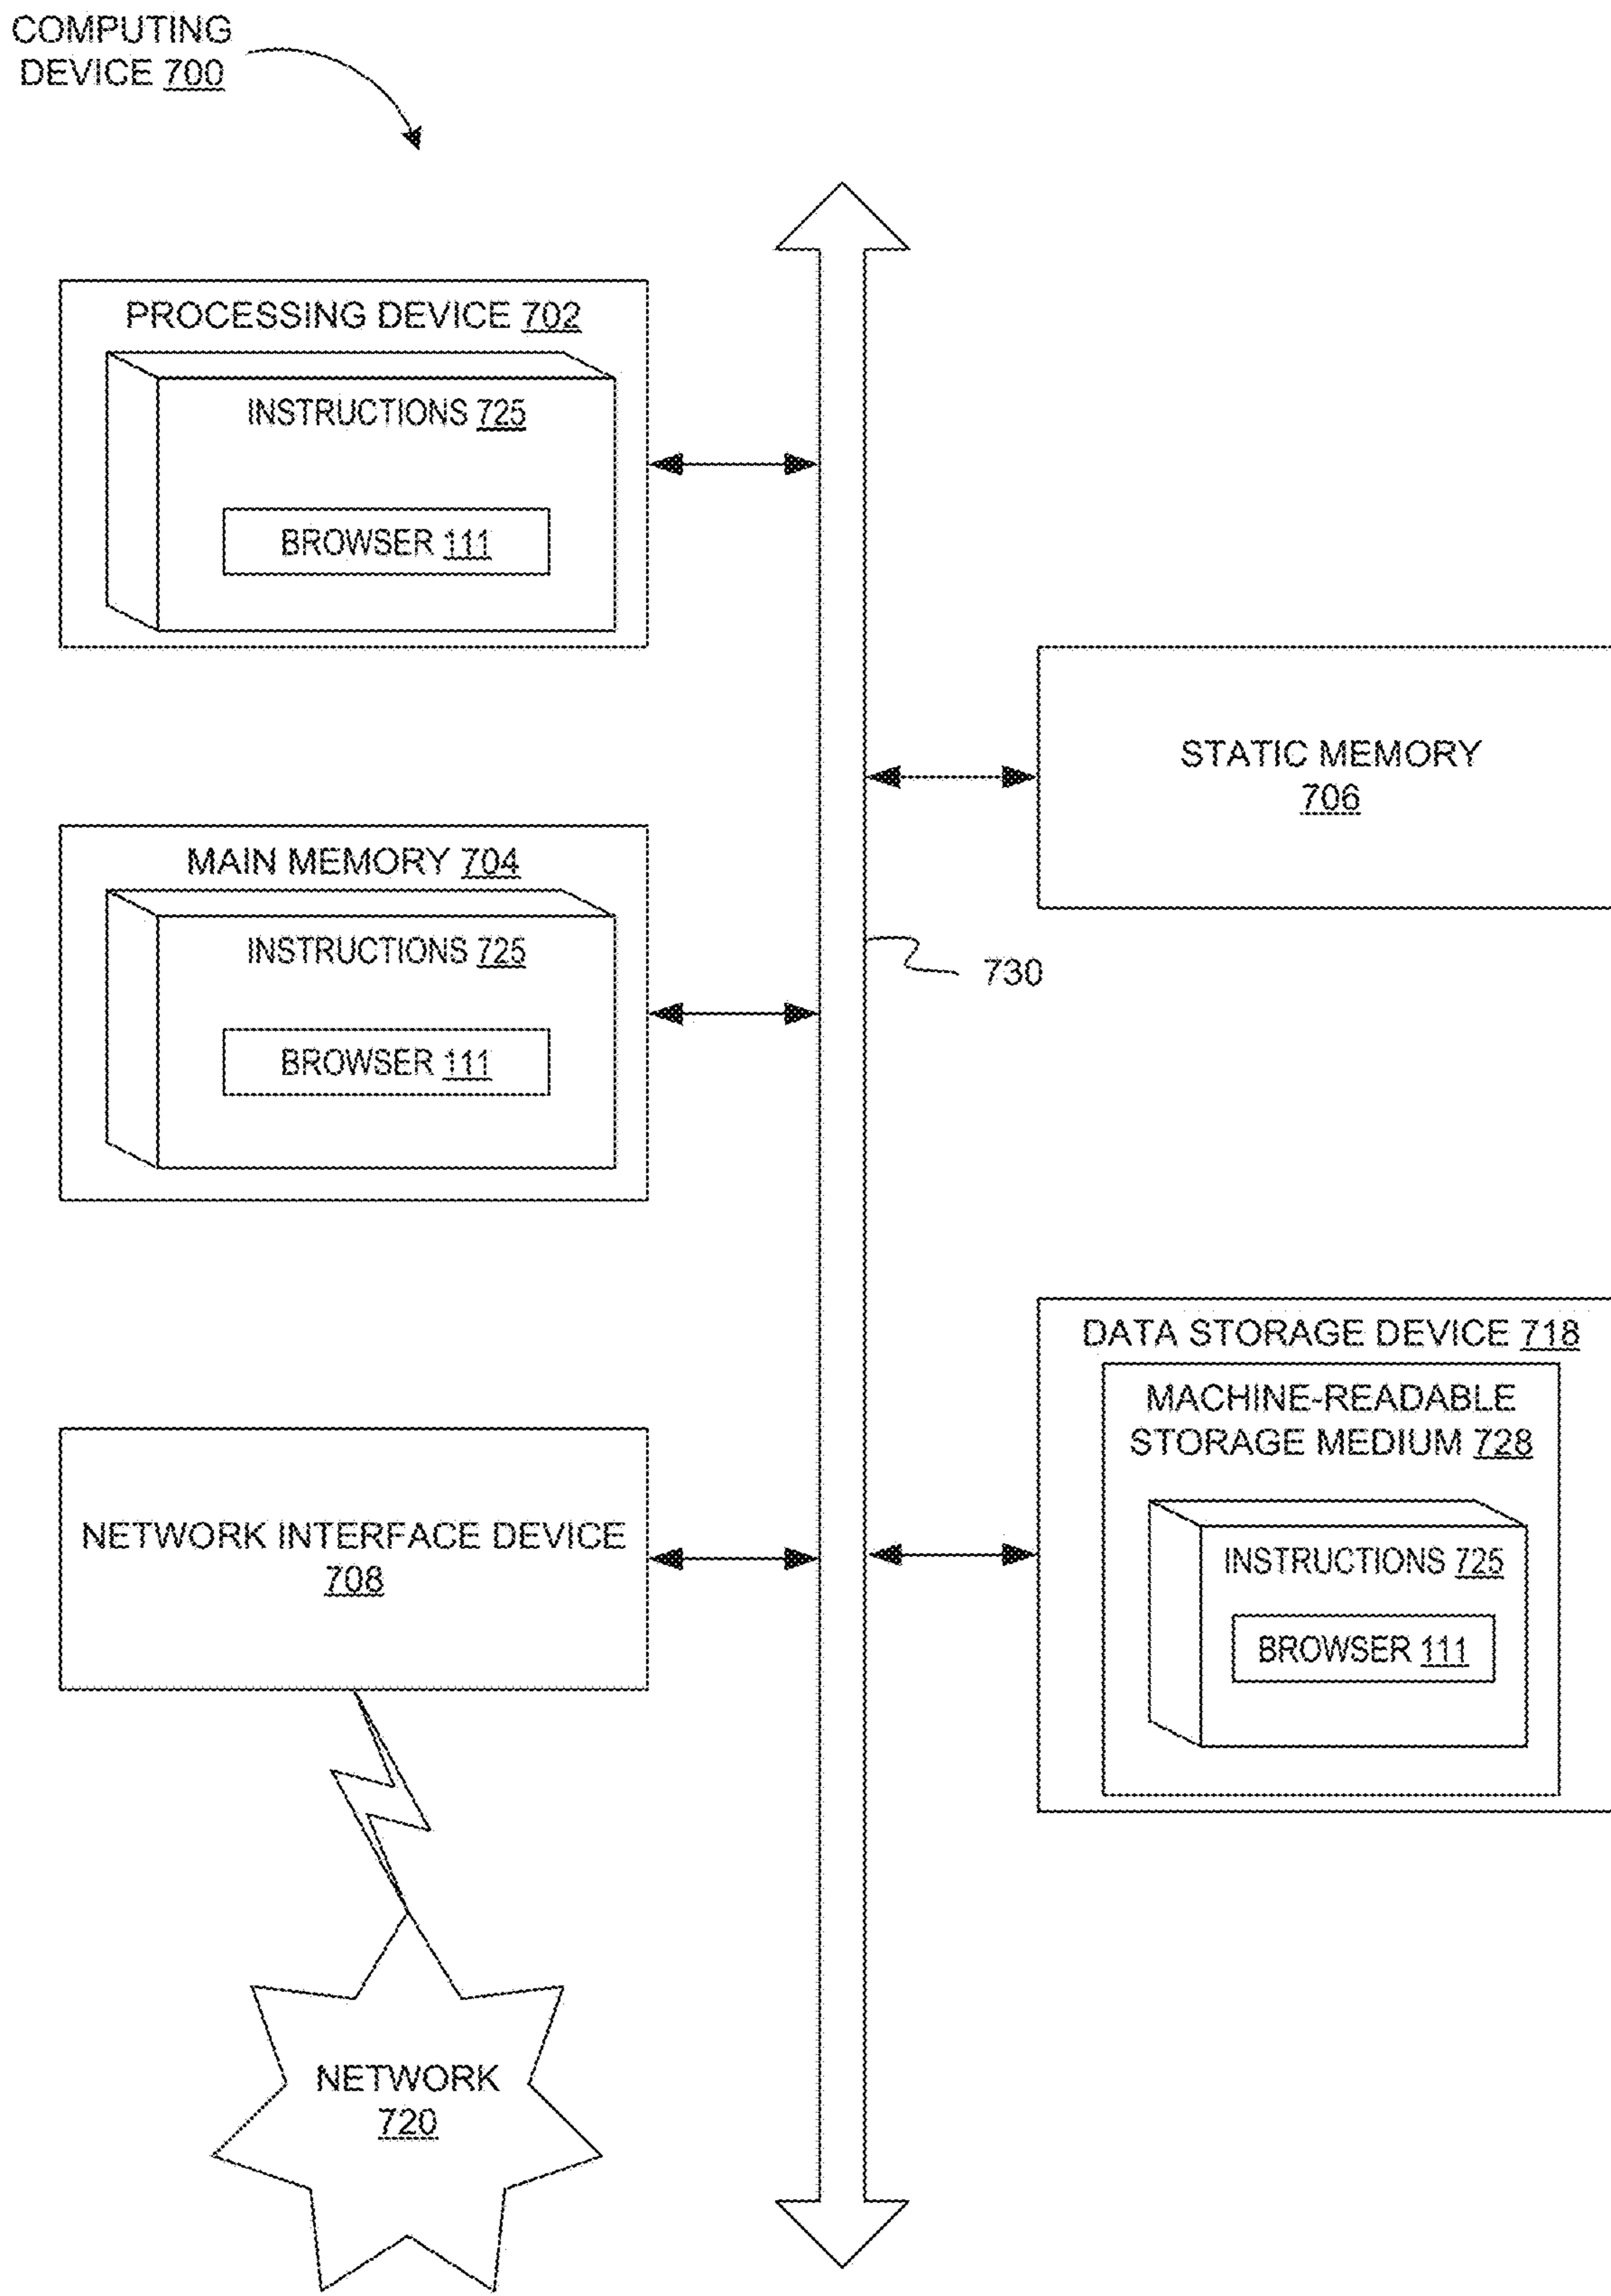 COMPUTING
DEVICE 700
PROCESSING DEVICE 702
INSTRUCTIONS 725
BROWSER 111
STATIC MEMORY
706
MAIN MEMORY 704
INSTRUCTIONS 725
BROWSER 111
730
DATA STORAGE DEVICE 718
MACHINE-READABLE
STORAGE MEDIUM 728
INSTRUCTIONS 725
BROWSER 111
NETWORK INTERFACE DEVICE
708
NETWORK
720